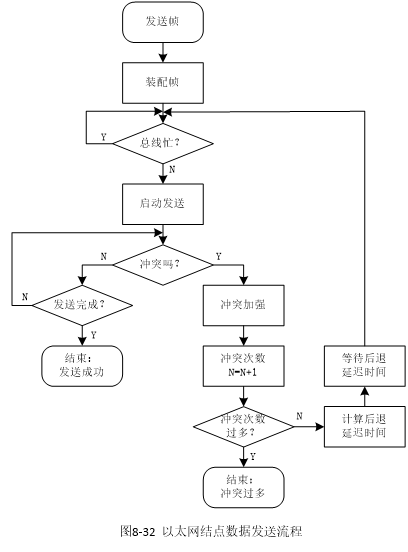 发送帧
装配帧
总线忙？
Y
N
启动发送
冲突吗？
N
Y
发送完成？
N
Y
结束：
发送成功
冲突加强
冲突次数
N=N+1
冲突次数
过多？
N
Y
等待后退
延迟时间
计算后退
延迟时间
结束：
冲突过多
图8-32 以太网结点数据发送流程